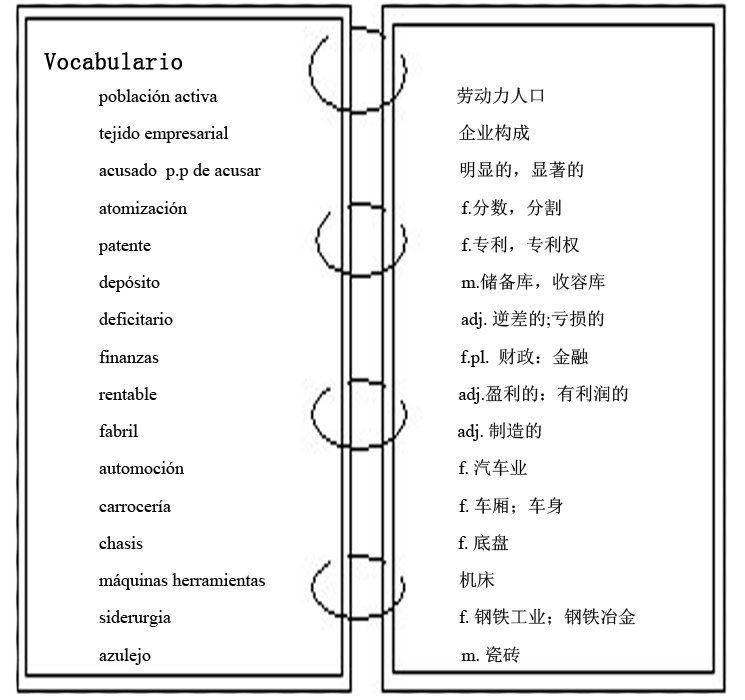 Vocabulario
población activa 劳动力人口
tejido empresarial 企业构成
acusado p.p de acusar 明显的，显著的
atomización f.分数，分割
patente f.专利，专利权
depósito m.储备库，收容库
deficitario adj. 逆差的;亏损的
finanzas f.pl. 财政：金融
rentable adj.盈利的：有利润的
fabril adj. 制造的
automoción f. 汽车业
carrocería f. 车厢；车身
chasis f. 底盘
máquinas herramientas 机床
siderurgia f. 钢铁工业；钢铁冶金
azulejo m. 瓷砖